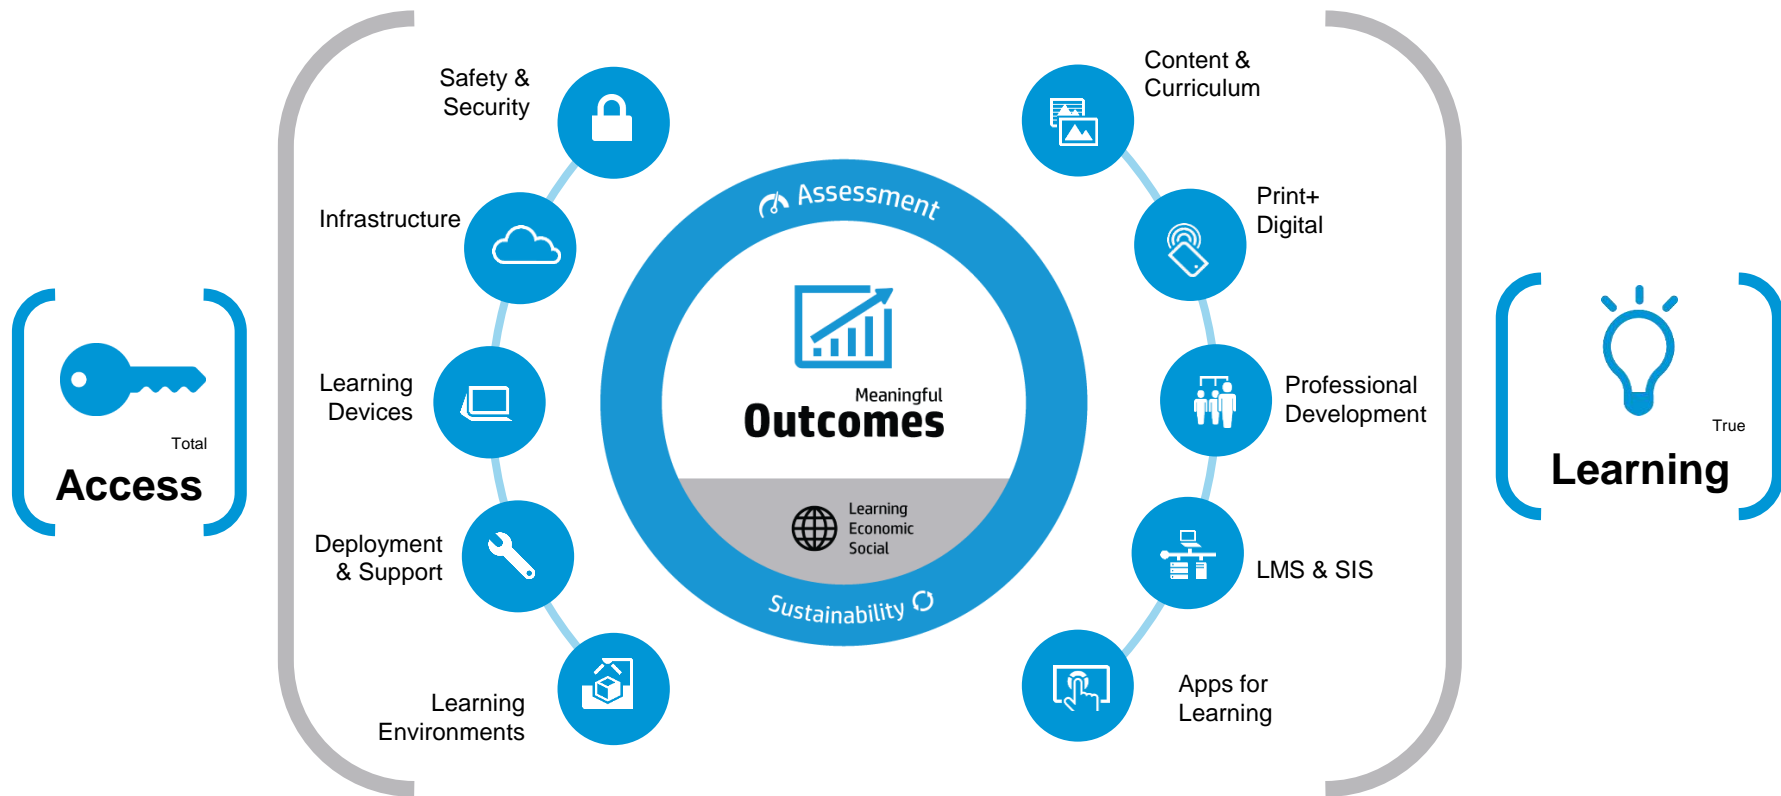 Total
Access
Safety &
Security
Infrastructure
Learning
Devices
Deployment
& Support
Learning
Environments
Assessment
Meaningful
Outcomes
Learning
Economic
Social
Sustainability
Content &
Curriculum
Print+
Digital
Professional
Development
LMS & SIS
Apps for
Learning
True
Learning